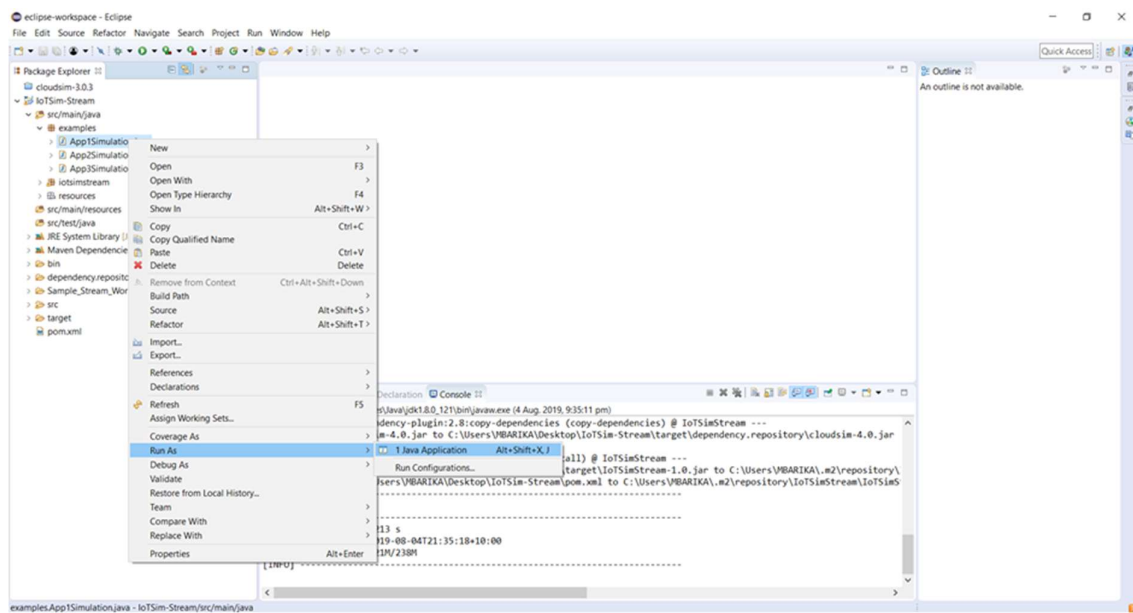 eclipse-workspace - Eclipse
File Edit Source Refactor Navigate Search Project Run Window Help
Quick Access
Package Explorer
cloudsim-3.0.3
IoTSim-Stream
src/main/java
examples
App1Simulatio
App2Simulatio
App3Simulatio
iotsimstream
resources
src/main/resources
src/test/java
JRE System Library
Maven Dependencie
bin
dependency.reposito
Sample_Stream_Wor
src
target
pom.xml
New
Open F3
Open With
Open Type Hierarchy F4
Show In Alt+Shift+W
Copy Ctrl+C
Copy Qualified Name
Paste Ctrl+V
Delete Delete
Remove from Context Ctrl+Alt+Shift+Down
Build Path
Source Alt+Shift+S
Refactor Alt+Shift+T
Import...
Export...
References
Declarations
Refresh F5
Assign Working Sets...
Coverage As
Run As
Debug As
Validate
Restore from Local History...
Team
Compare With
Replace With
Properties Alt+Enter
1 Java Application Alt+Shift+X, J
Run Configurations...
Outline
An outline is not available.
Declaration Console
es\Java\jdk1.8.0_121\bin\javaw.exe (4 Aug. 2019, 9:35:11 pm)
dency-plugin:2.8:copy-dependencies (copy-dependencies) @ IoTSimStream ---
m-4.0.jar to C:\Users\MBARIKA\Desktop\IoTSim-Stream\target\dependency.repository\cloudsim-4.0.jar
all) @ IoTSimStream ---
target\IoTSimStream-1.0.jar to C:\Users\MBARIKA\.m2\repository\
Users\MBARIKA\Desktop\IoTSim-Stream\pom.xml to C:\Users\MBARIKA\.m2\repository\IoTSimStream\IoTSimS
------------------------------------------------------------------------
------------------------------------------------------------------------
213 s
19-08-04T21:35:18+10:00
21M/238M
[INFO] ------------------------------------------------------------------------
examples.App1Simulation.java - IoTSim-Stream/src/main/java